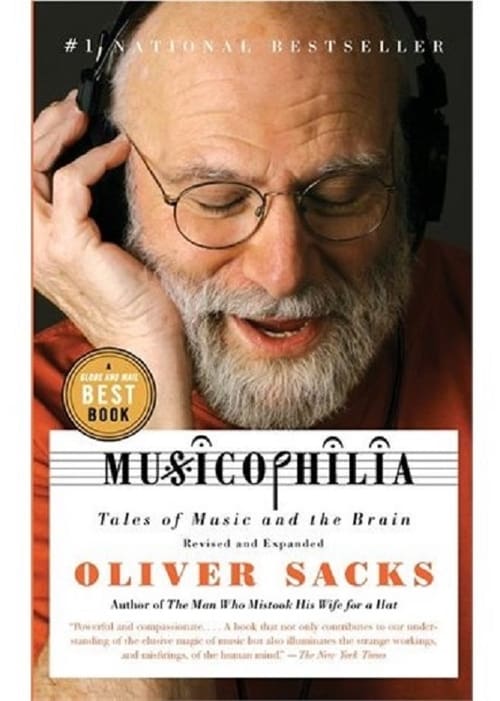 #1 NATIONAL BESTSELLER
A
GLOBE AND MAIL
BEST
BOOK
MUSICOPHILIA
Tales of Music and the Brain
Revised and Expanded
OLIVER SACKS
Author of The Man Who Mistook His Wife for a Hat
"Powerful and compassionate. . . . A book that not only contributes to our under-
standing of the elusive magic of music but also illuminates the strange workings,
and misfirings, of the human mind." —The New York Times